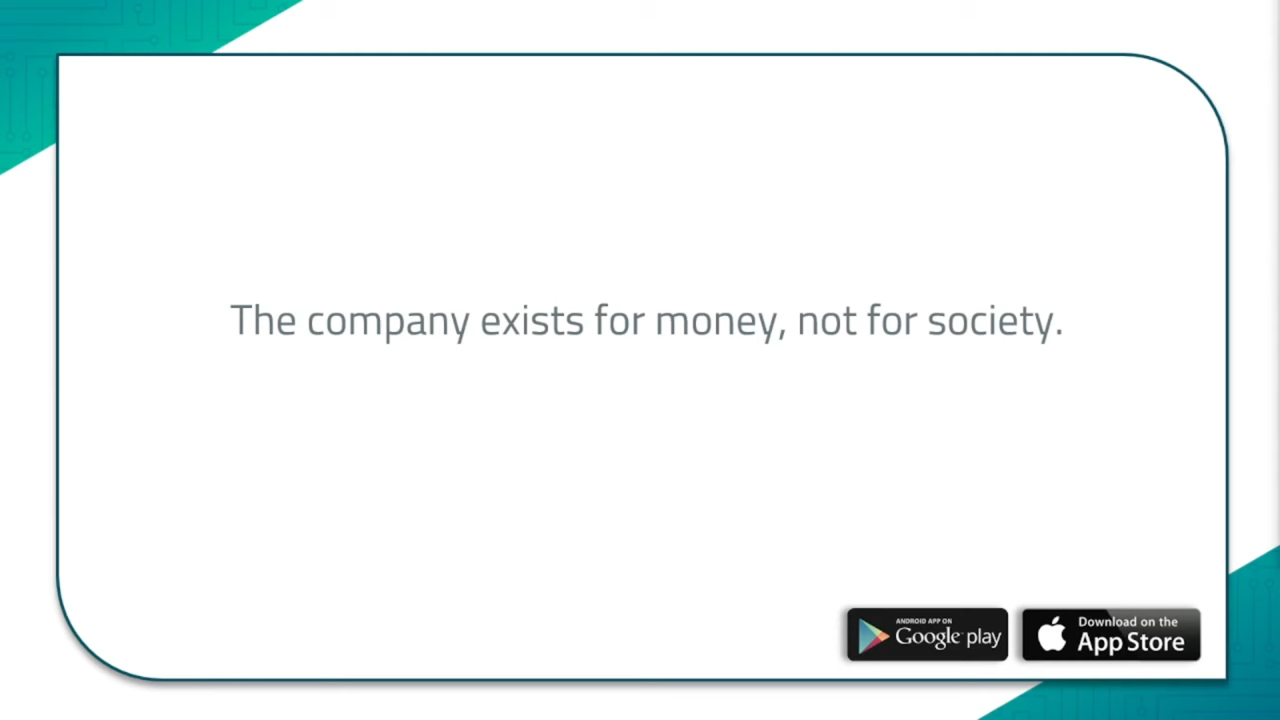 The company exists for money, not for society.
ANDROID APP ON
Google play
Download on the
App Store